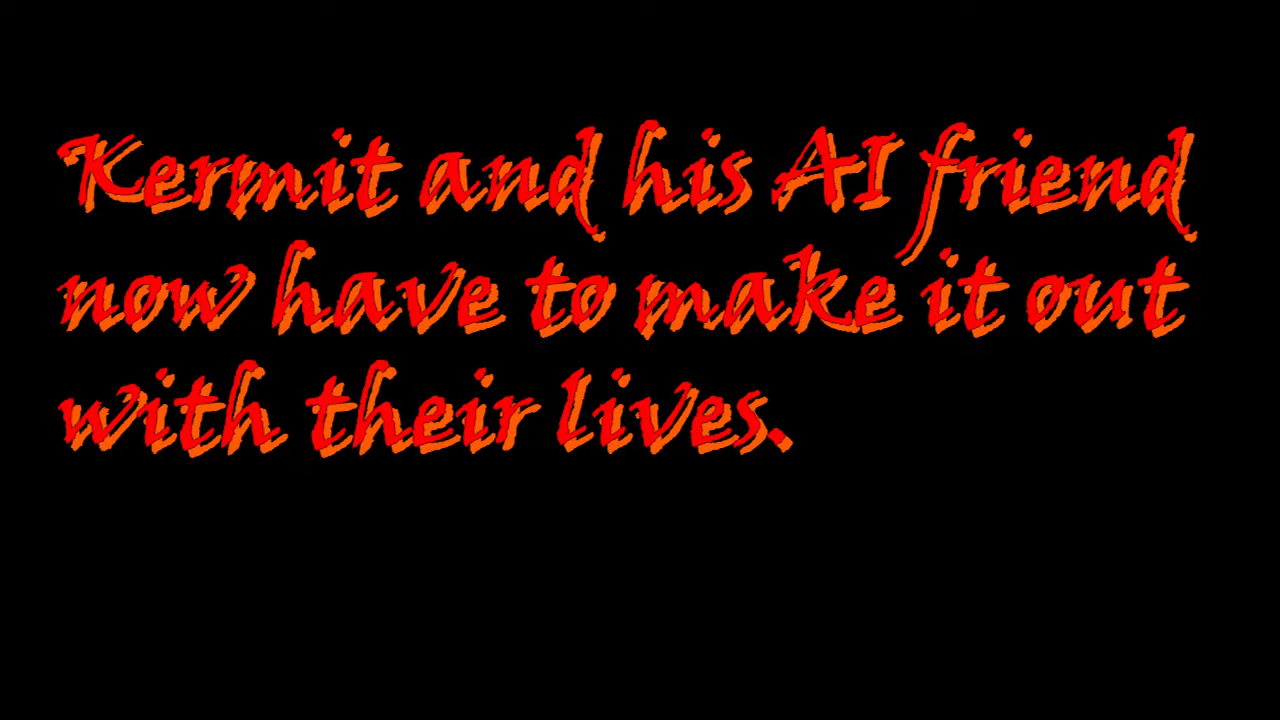 Kermit and his AI friend
now have to make it out
with their lives.